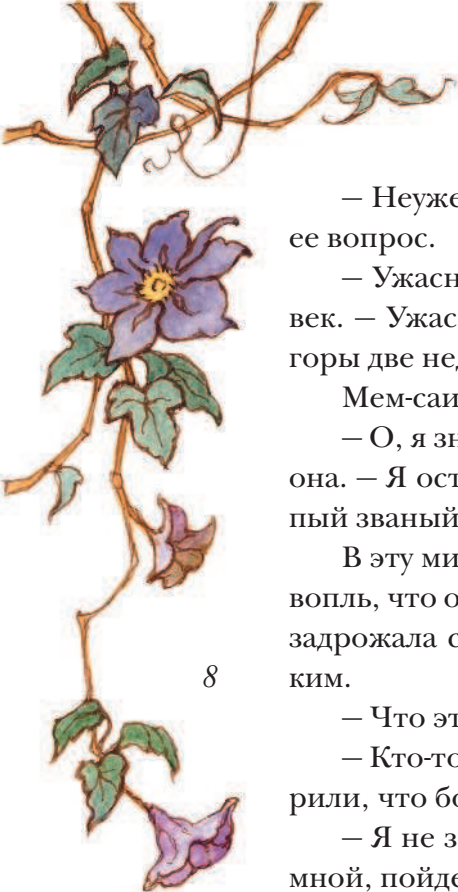 — Неуже
ее вопрос.
— Ужасн
век. — Ужас
горы две нед
Мем-саи
— О, я зн
она. — Я ост
пый званый
В эту ми
вопль, что о
задрожала с
ким.
— Что эт
— Кто-то
рили, что бо
— Я не з
мной, пойде
8